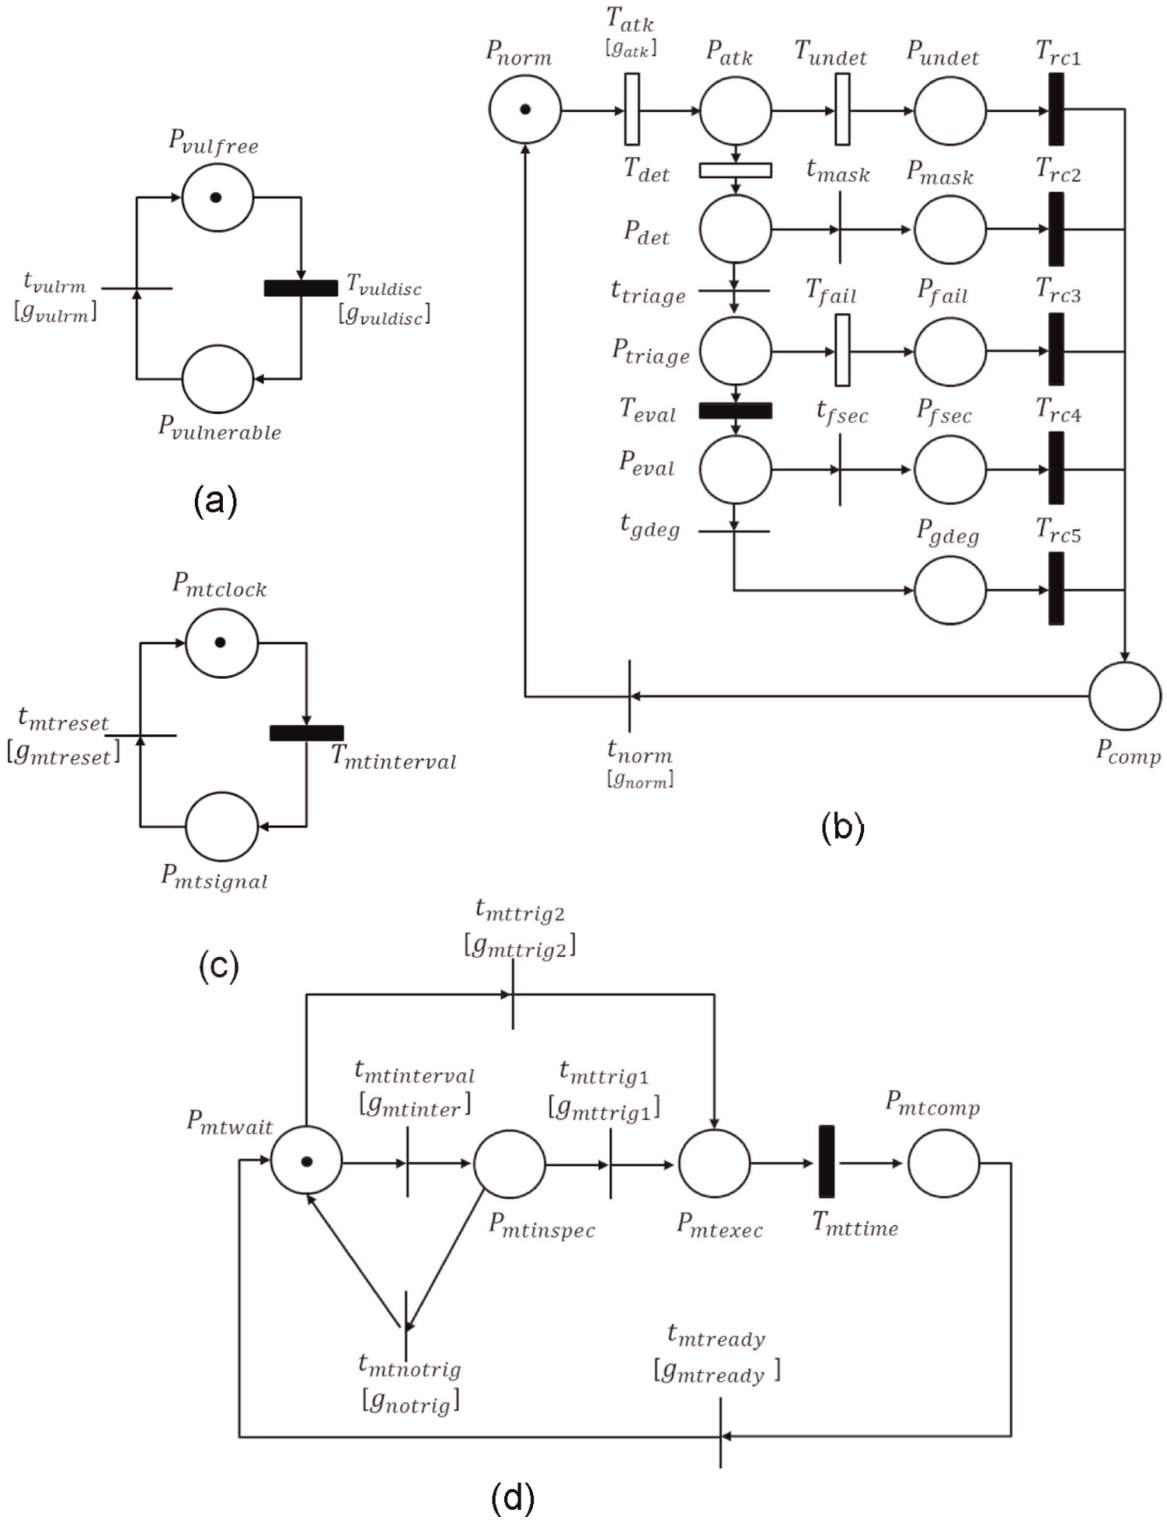 P_vulfree
t_vulrm
[g_vulrm]
T_vuldisc
[g_vuldisc]
P_vulnerable
(a)
T_atk
[g_atk]
P_norm
P_atk
T_undet
P_undet
T_rc1
T_det
t_mask
P_mask
T_rc2
P_det
t_triage
T_fail
P_fail
T_rc3
P_triage
T_eval
t_fsec
P_fsec
T_rc4
P_eval
t_gdeg
P_gdeg
T_rc5
t_norm
[g_norm]
P_comp
(b)
P_mtclock
t_mtreset
[g_mtreset]
T_mtinterval
P_mtsignal
(c)
t_mttrig2
[g_mttrig2]
t_mtinterval
[g_mtinter]
t_mttrig1
[g_mttrig1]
P_mtwait
P_mtcomp
P_mtinspec
P_mtexec
T_mttime
t_mtnotrig
[g_notrig]
t_mtready
[g_mtready ]
(d)